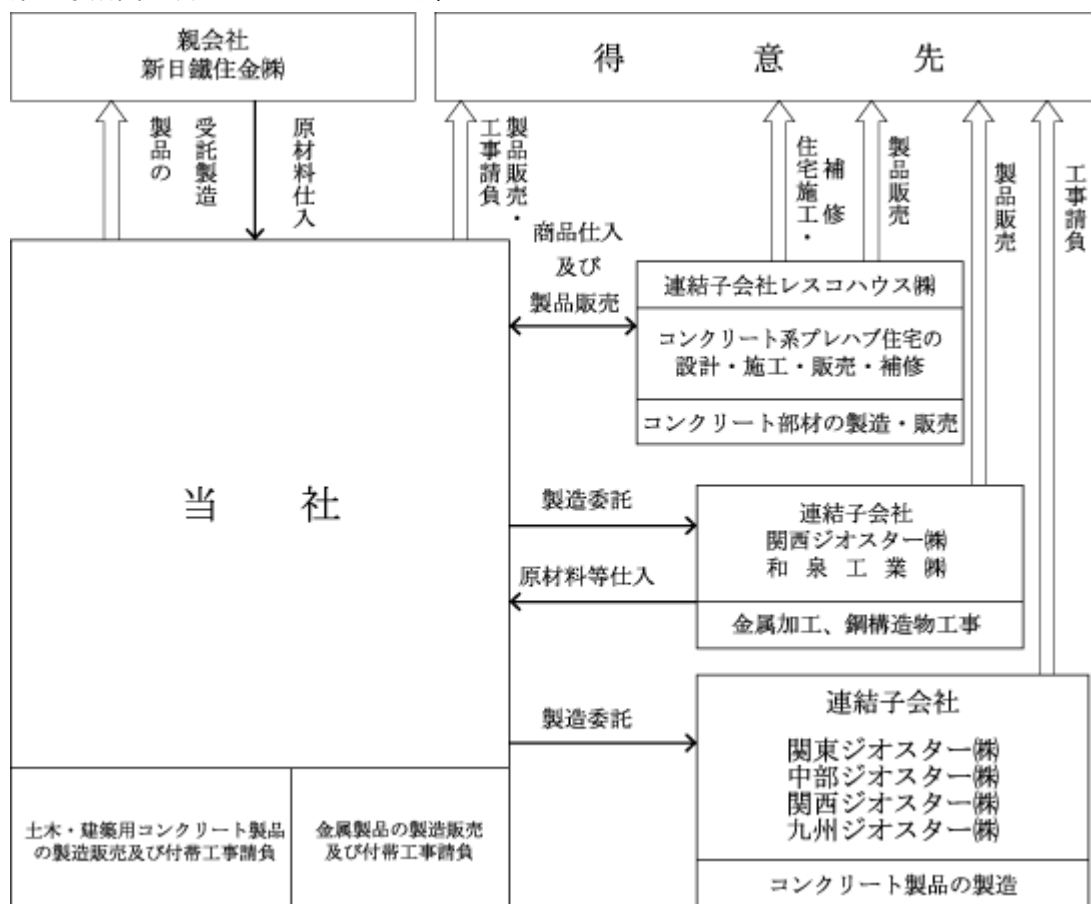 親会社
新日鐵住金㈱
得意先
製品の
受託製造
原材料仕入
製品販売・
工事請負
住宅施工・
補修
製品販売
製品販売
工事請負
商品仕入
及び
製品販売
連結子会社レスコハウス㈱
コンクリート系プレハブ住宅の
設計・施工・販売・補修
コンクリート部材の製造・販売
当社
製造委託
連結子会社
関西ジオスター㈱
和泉工業㈱
原材料等仕入
金属加工、鋼構造物工事
製造委託
連結子会社
関東ジオスター㈱
中部ジオスター㈱
関西ジオスター㈱
九州ジオスター㈱
コンクリート製品の製造
土木・建築用コンクリート製品
の製造販売及び付帯工事請負
金属製品の製造販売
及び付帯工事請負